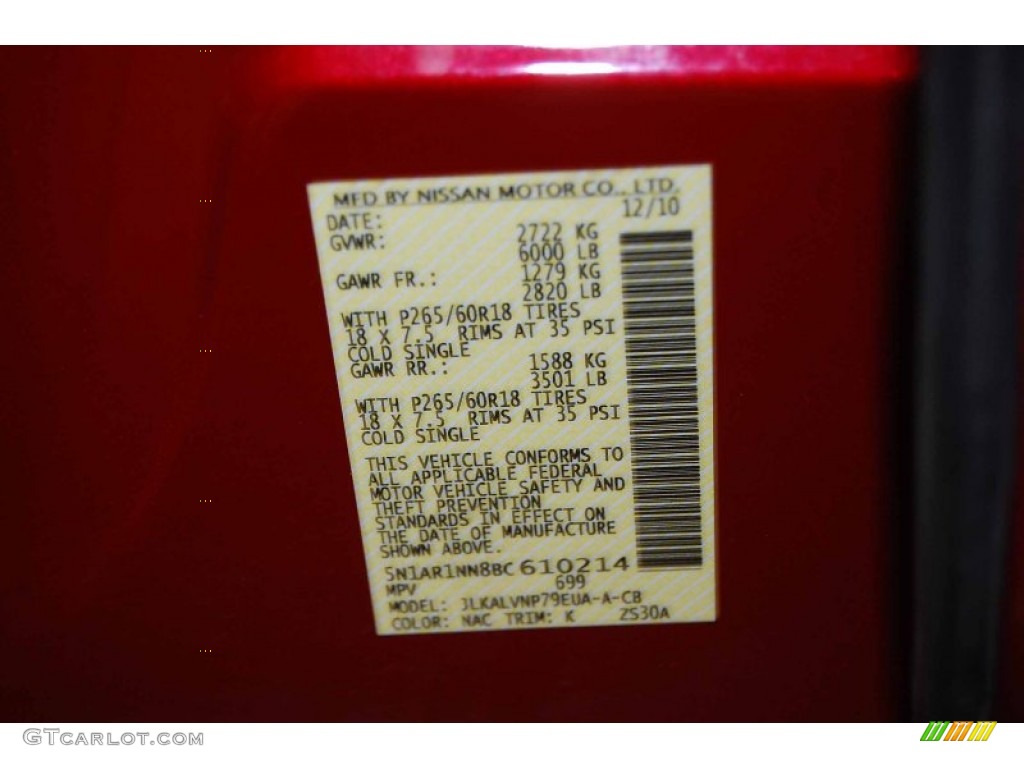 MFD BY NISSAN MOTOR CO., LTD.
DATE: 12/10
GVWR: 2722 KG
6000 LB
GAWR FR.: 1279 KG
2820 LB
WITH P265/60R18 TIRES
18 X 7.5 RIMS AT 35 PSI
COLD SINGLE
GAWR RR.: 1588 KG
3501 LB
WITH P265/60R18 TIRES
18 X 7.5 RIMS AT 35 PSI
COLD SINGLE
THIS VEHICLE CONFORMS TO
ALL APPLICABLE FEDERAL
MOTOR VEHICLE SAFETY AND
THEFT PREVENTION
STANDARDS IN EFFECT ON
THE DATE OF MANUFACTURE
SHOWN ABOVE.
5N1AR1NN8BC 610214
MPV 699
MODEL: JLKALVNP79EUA-A-CB
COLOR: NAC TRIM: K ZS30A
GTCARLOT.COM